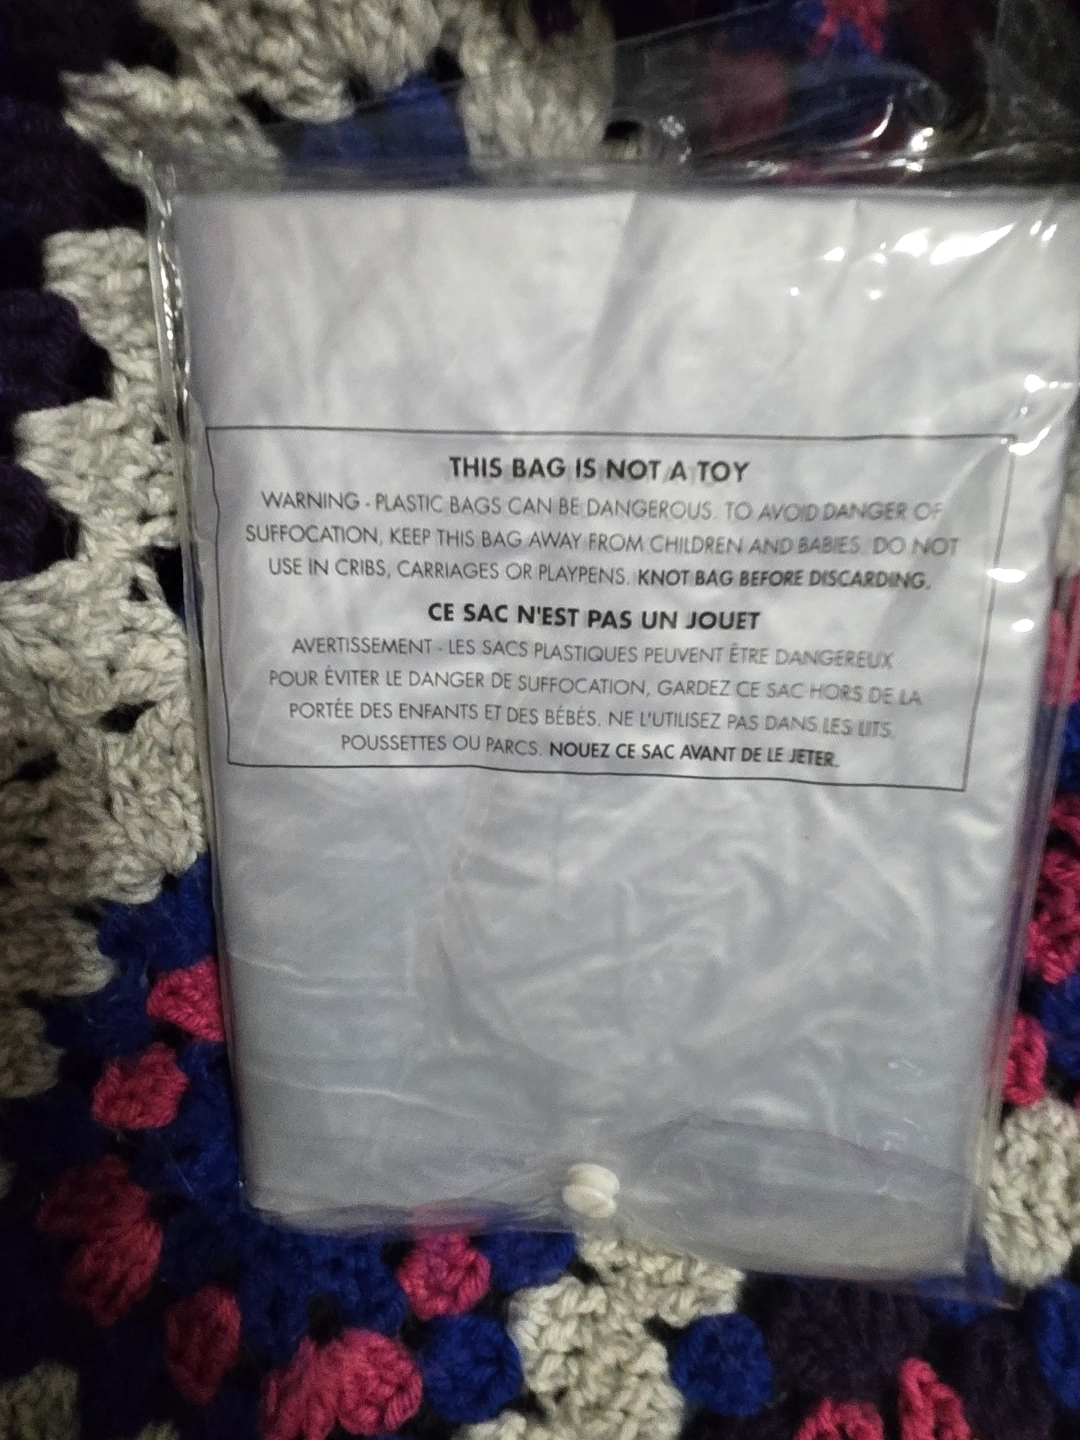 THIS BAG IS NOT A TOY
WARNING - PLASTIC BAGS CAN BE DANGEROUS. TO AVOID DANGER OF
SUFFOCATION, KEEP THIS BAG AWAY FROM CHILDREN AND BABIES. DO NOT
USE IN CRIBS, CARRIAGES OR PLAYPENS. KNOT BAG BEFORE DISCARDING.
CE SAC N'EST PAS UN JOUET
AVERTISSEMENT - LES SACS PLASTIQUES PEUVENT ÊTRE DANGEREUX
POUR ÉVITER LE DANGER DE SUFFOCATION, GARDEZ CE SAC HORS DE LA
PORTÉE DES ENFANTS ET DES BÉBÉS. NE L'UTILISEZ PAS DANS LES LITS,
POUSSETTES OU PARCS. NOUEZ CE SAC AVANT DE LE JETER.